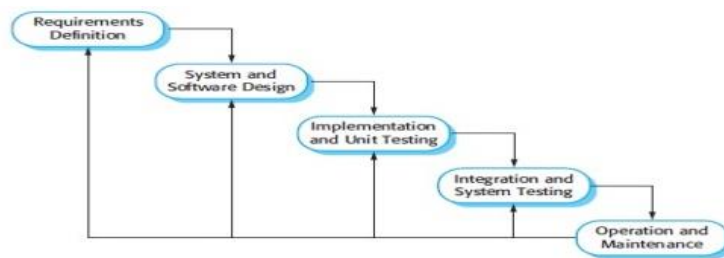 Requirements
Definition
System and
Software Design
Implementation
and Unit Testing
Integration and
System Testing
Operation and
Maintenance